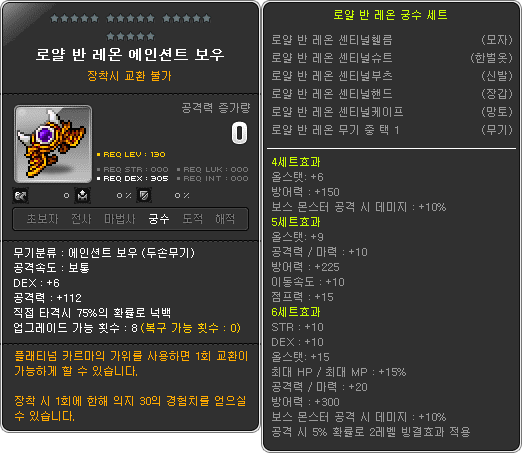 로얄 반 레온 에인션트 보우
장착시 교환 불가
공격력 증가량
0
REQ LEV : 130
REQ STR : 000
REQ LUK : 000
REQ DEX : 305
REQ INT : 000
0
0 %
0 %
초보자 전사 마법사 궁수 도적 해적
무기분류 : 에인션트 보우 (두손무기)
공격속도 : 보통
DEX : +6
공격력 : +112
직접 타격시 75%의 확률로 넉백
업그레이드 가능 횟수 : 8 (복구 가능 횟수 : 0)
플래티넘 카르마의 가위를 사용하면 1회 교환이
가능하게 할 수 있습니다.
장착 시 1회에 한해 의지 30의 경험치를 얻으실
수 있습니다.
로얄 반 레온 궁수 세트
로얄 반 레온 센티널헬름 (모자)
로얄 반 레온 센티널슈트 (한벌옷)
로얄 반 레온 센티널부츠 (신발)
로얄 반 레온 센티널핸드 (장갑)
로얄 반 레온 센티널케이프 (망토)
로얄 반 레온 무기 중 택 1 (무기)
4세트효과
올스탯: +6
방어력 : +150
보스 몬스터 공격 시 데미지 : +10%
5세트효과
올스탯: +9
공격력 / 마력 : +10
방어력 : +225
이동속도 : +10
점프력 : +15
6세트효과
STR : +10
DEX : +10
올스탯: +15
최대 HP / 최대 MP : +15%
공격력 / 마력 : +20
방어력 : +300
보스 몬스터 공격 시 데미지 : +10%
공격 시 5% 확률로 2레벨 빙결효과 적용